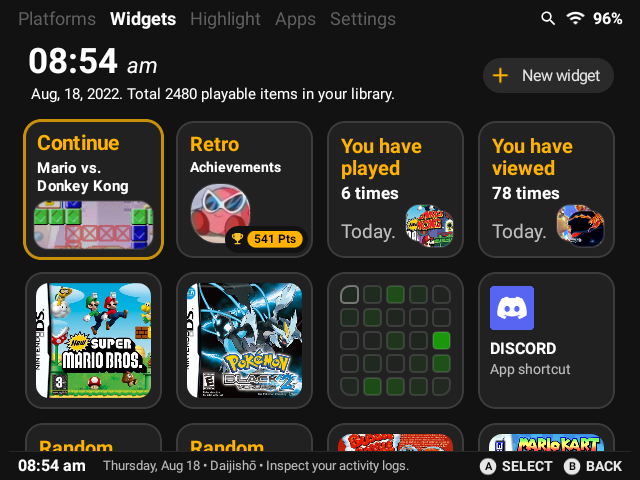 Platforms Widgets Highlight Apps Settings 96%
08:54 am
Aug, 18, 2022. Total 2480 playable items in your library.
+ New widget
Continue
Mario vs.
Donkey Kong
Retro
Achievements
541 Pts
You have
played
6 times
Today.
You have
viewed
78 times
Today.
NINTENDO DS
New SUPER
MARIO BROS.
3+
NINTENDO DS
POKéMON
BLACK
2
DISCORD
App shortcut
Random
Random
MARIO KART
08:54 am Thursday, Aug 18 • Daijishō • Inspect your activity logs. A SELECT B BACK